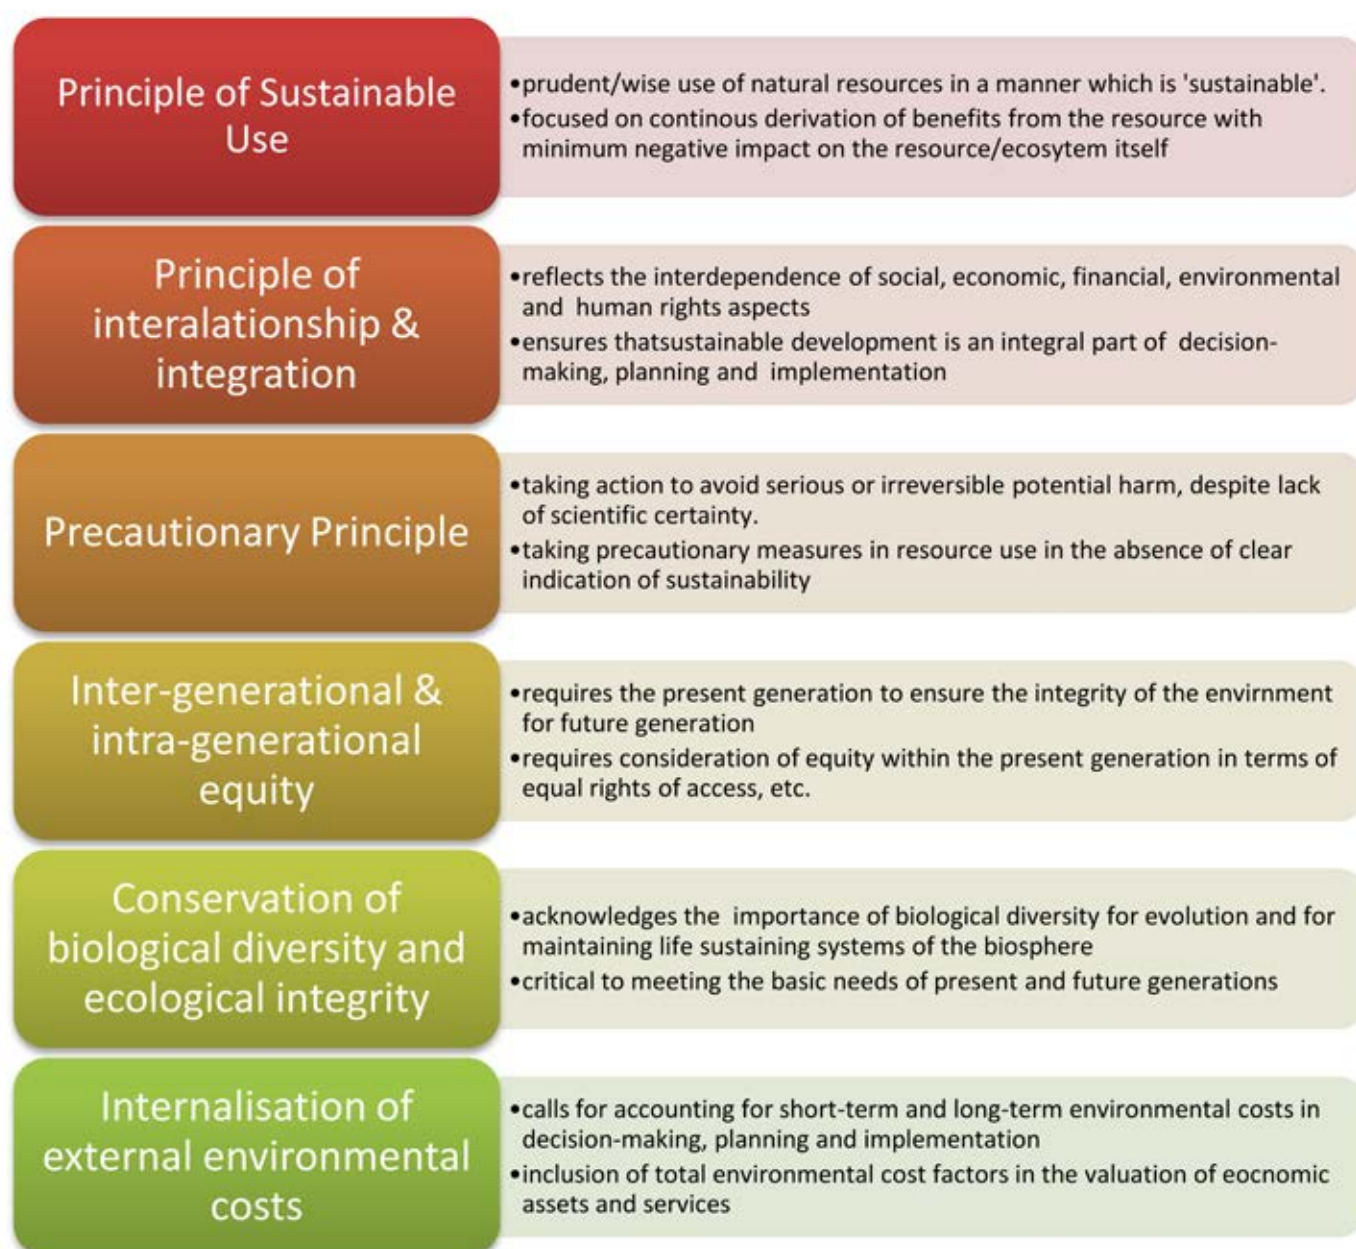 Principle of Sustainable
Use
•prudent/wise use of natural resources in a manner which is 'sustainable'.
•focused on continous derivation of benefits from the resource with
minimum negative impact on the resource/ecosytem itself
Principle of
interalationship &
integration
•reflects the interdependence of social, economic, financial, environmental
and human rights aspects
•ensures thatsustainable development is an integral part of decision-
making, planning and implementation
Precautionary Principle
•taking action to avoid serious or irreversible potential harm, despite lack
of scientific certainty.
•taking precautionary measures in resource use in the absence of clear
indication of sustainability
Inter-generational &
intra-generational
equity
•requires the present generation to ensure the integrity of the envirnment
for future generation
•requires consideration of equity within the present generation in terms of
equal rights of access, etc.
Conservation of
biological diversity and
ecological integrity
•acknowledges the importance of biological diversity for evolution and for
maintaining life sustaining systems of the biosphere
•critical to meeting the basic needs of present and future generations
Internalisation of
external environmental
costs
•calls for accounting for short-term and long-term environmental costs in
decision-making, planning and implementation
•inclusion of total environmental cost factors in the valuation of eocnomic
assets and services